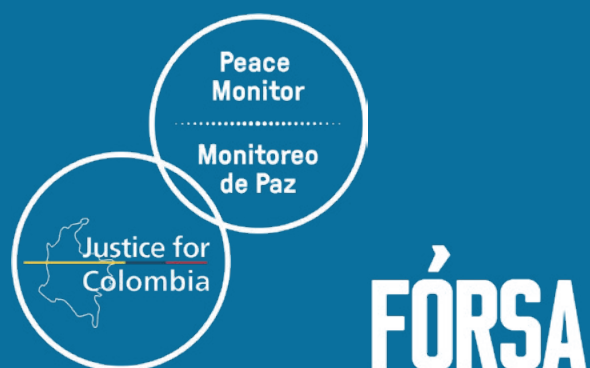 Peace
Monitor
Monitoreo
de Paz
Justice for
Colombia
FÓRSA